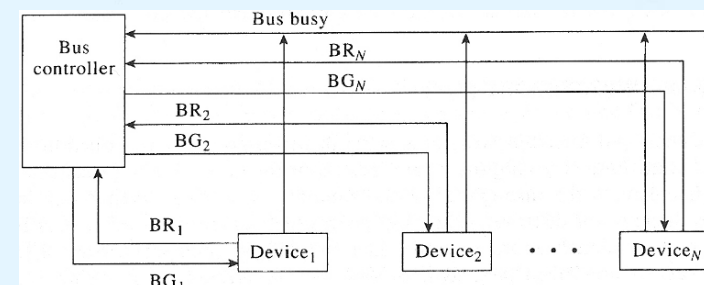 Bus busy
Bus
controller
BR_N
BG_N
BR_2
BG_2
BR_1
BG_1
Device_1
Device_2
• • •
Device_N